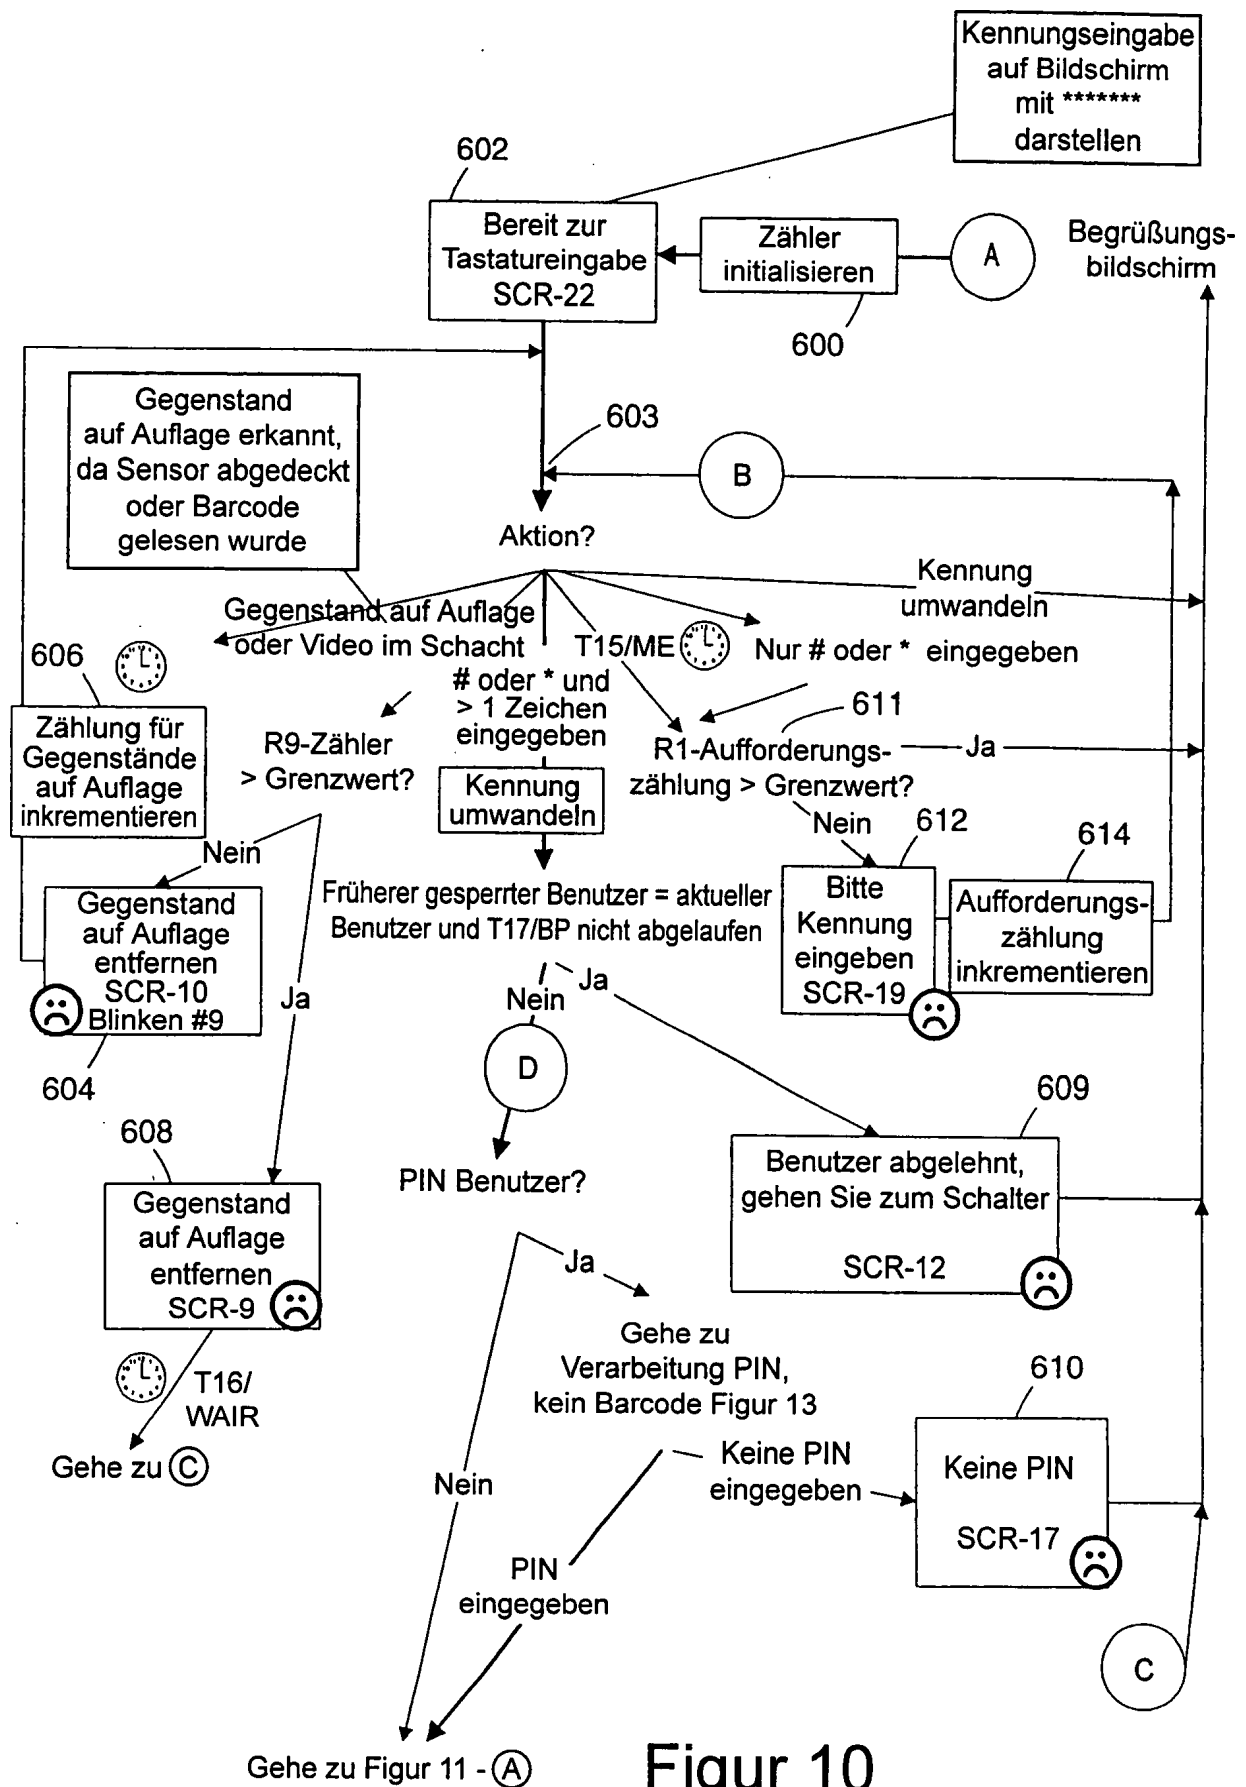 Kennungseingabe
auf Bildschirm
mit *******
darstellen
602
Bereit zur
Tastatureingabe
SCR-22
Zähler
initialisieren
A
Begrüßungs-
bildschirm
600
Gegenstand
auf Auflage erkannt,
da Sensor abgedeckt
oder Barcode
gelesen wurde
603
B
Aktion?
Kennung
umwandeln
Gegenstand auf Auflage
oder Video im Schacht
T15/ME
Nur # oder * eingegeben
606
# oder * und
> 1 Zeichen
eingegeben
611
Zählung für
Gegenstände
auf Auflage
inkrementieren
R9-Zähler
> Grenzwert?
R1-Aufforderungs-
zählung > Grenzwert?
Ja
Kennung
umwandeln
Nein
Nein
612
614
Gegenstand
auf Auflage
entfernen
SCR-10
Blinken #9
Früherer gesperrter Benutzer = aktueller
Benutzer und T17/BP nicht abgelaufen
Bitte
Kennung
eingeben
SCR-19
Aufforderungs-
zählung
inkrementieren
Ja
Nein
Ja
604
D
609
608
PIN Benutzer?
Benutzer abgelehnt,
gehen Sie zum Schalter
SCR-12
Gegenstand
auf Auflage
entfernen
SCR-9
Ja
Gehe zu
Verarbeitung PIN,
kein Barcode Figur 13
610
T16/
WAIR
Gehe zu C
Nein
Keine PIN
eingegeben
Keine PIN
SCR-17
PIN
eingegeben
C
Gehe zu Figur 11 - A
Figur 10